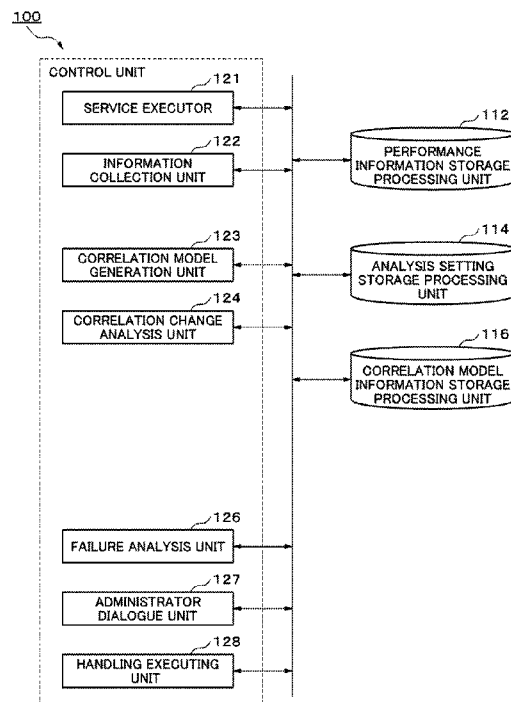 100
CONTROL UNIT
121
SERVICE EXECUTOR
122
INFORMATION
COLLECTION UNIT
112
PERFORMANCE
INFORMATION STORAGE
PROCESSING UNIT
123
CORRELATION MODEL
GENERATION UNIT
114
ANALYSIS SETTING
STORAGE PROCESSING
UNIT
124
CORRELATION CHANGE
ANALYSIS UNIT
116
CORRELATION MODEL
INFORMATION STORAGE
PROCESSING UNIT
126
FAILURE ANALYSIS UNIT
127
ADMINISTRATOR
DIALOGUE UNIT
128
HANDLING EXECUTING
UNIT